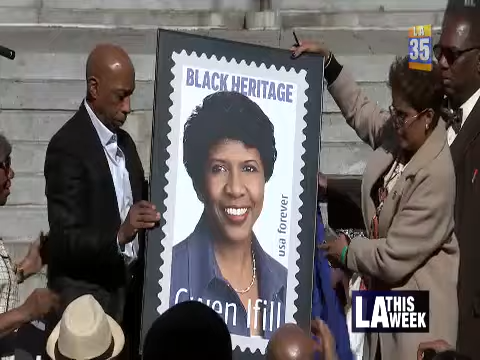 LA
35
BLACK HERITAGE
usa forever
Gwen Ifill
LA THIS
WEEK